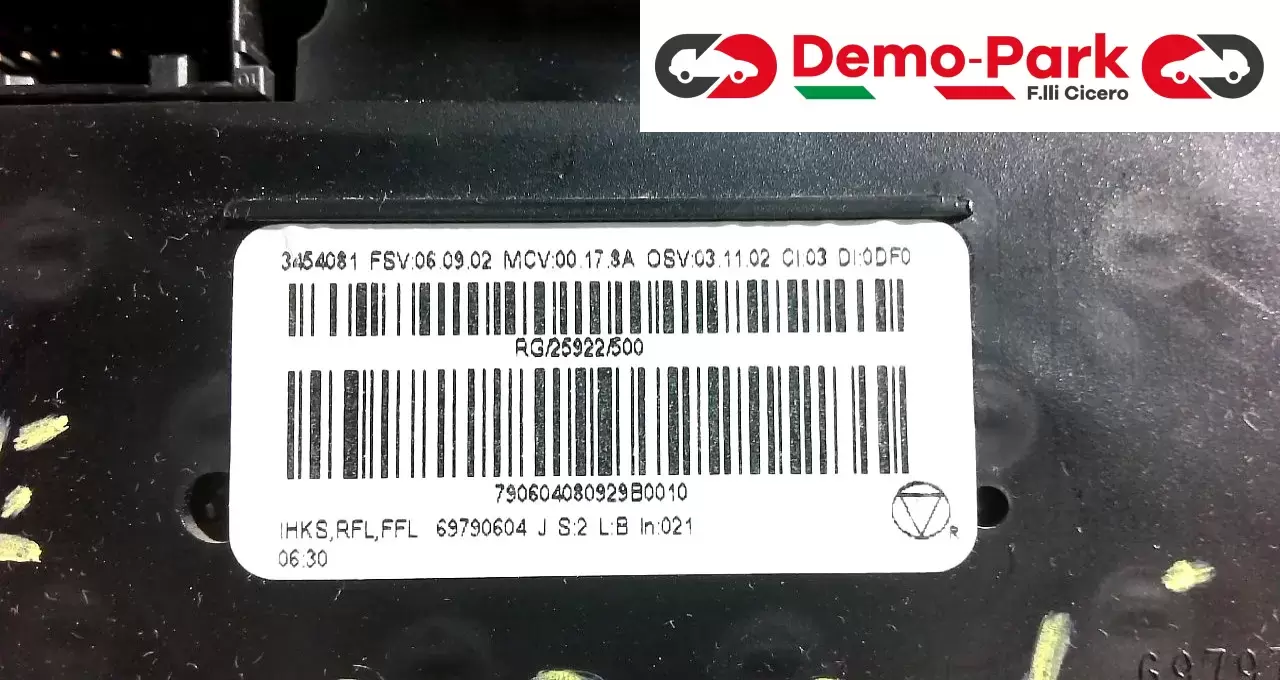 Demo-Park
F.lli Cicero
3454081 FSV:06.09.02 MCV:00.17.8A OSV:03.11.02 CI:03 DI:0DF0
RG/25922/500
790604080929B0010
IHKS,RFL,FFL 69790604 J S:2 L:B In:021
06:30
R